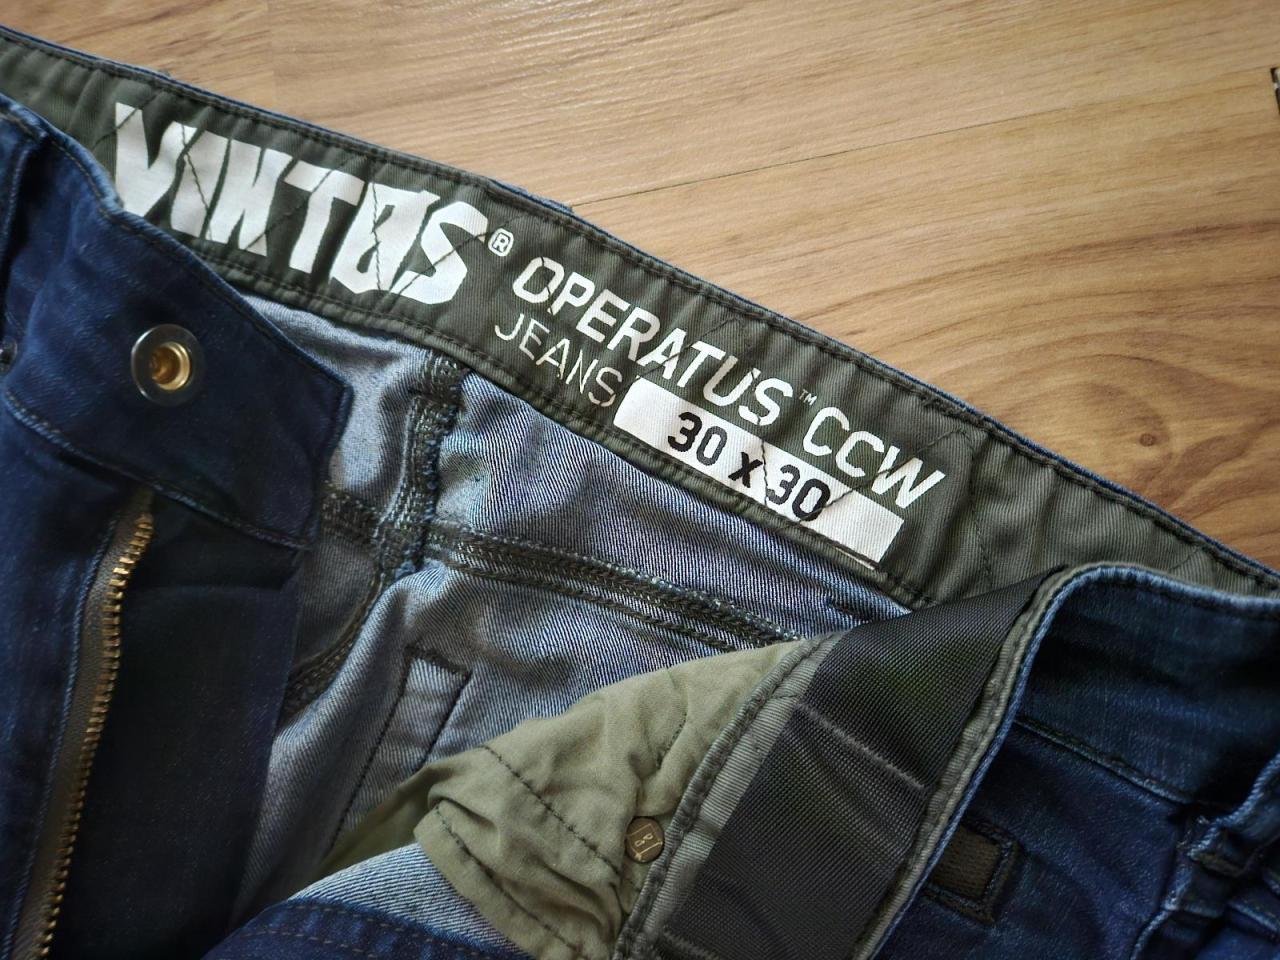 VIKTOS®
OPERATUS™ CCW
JEANS
30 x 30